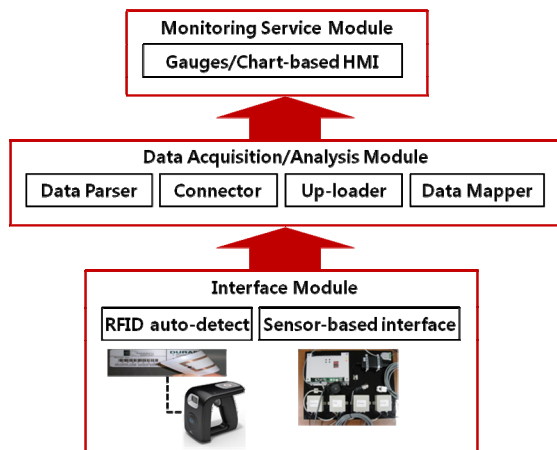 Monitoring Service Module
Gauges/Chart-based HMI
Data Acquisition/Analysis Module
Data Parser
Connector
Up-loader
Data Mapper
Interface Module
RFID auto-detect
Sensor-based interface